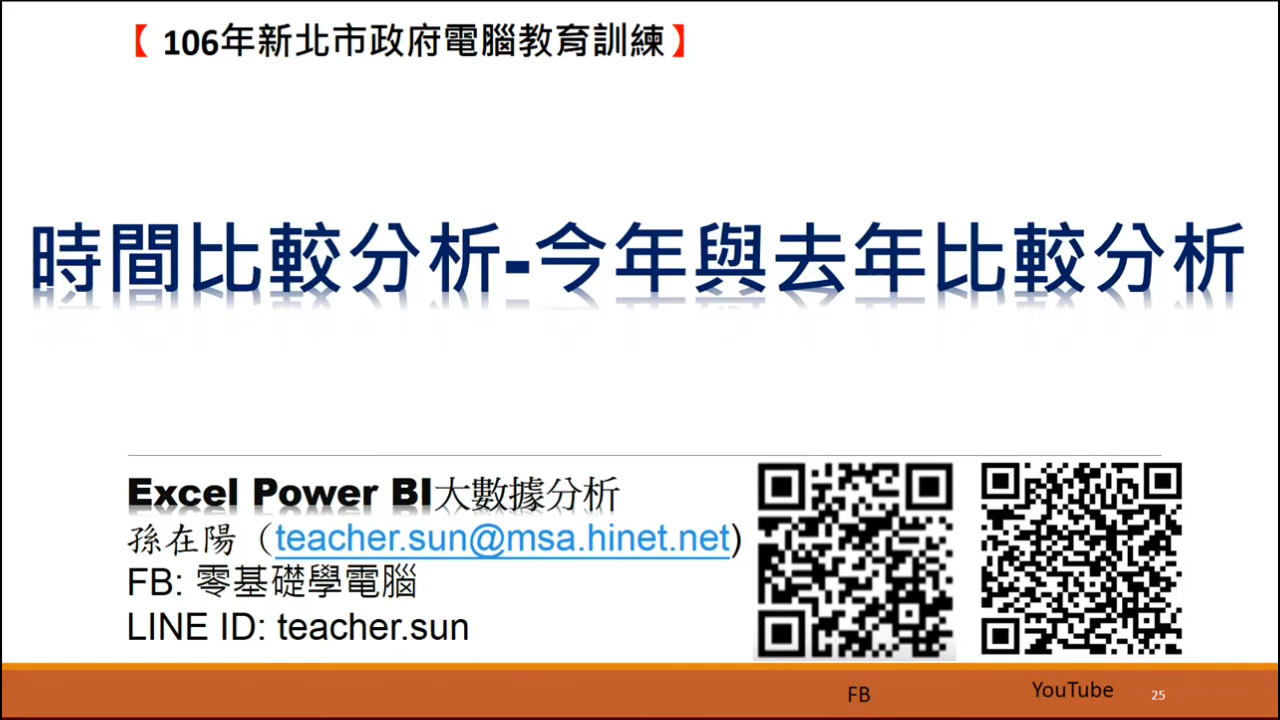 【 106年新北市政府電腦教育訓練】
時間比較分析-今年與去年比較分析
Excel Power BI大數據分析
孫在陽（teacher.sun@msa.hinet.net)
FB: 零基礎學電腦
LINE ID: teacher.sun
FB
YouTube
25